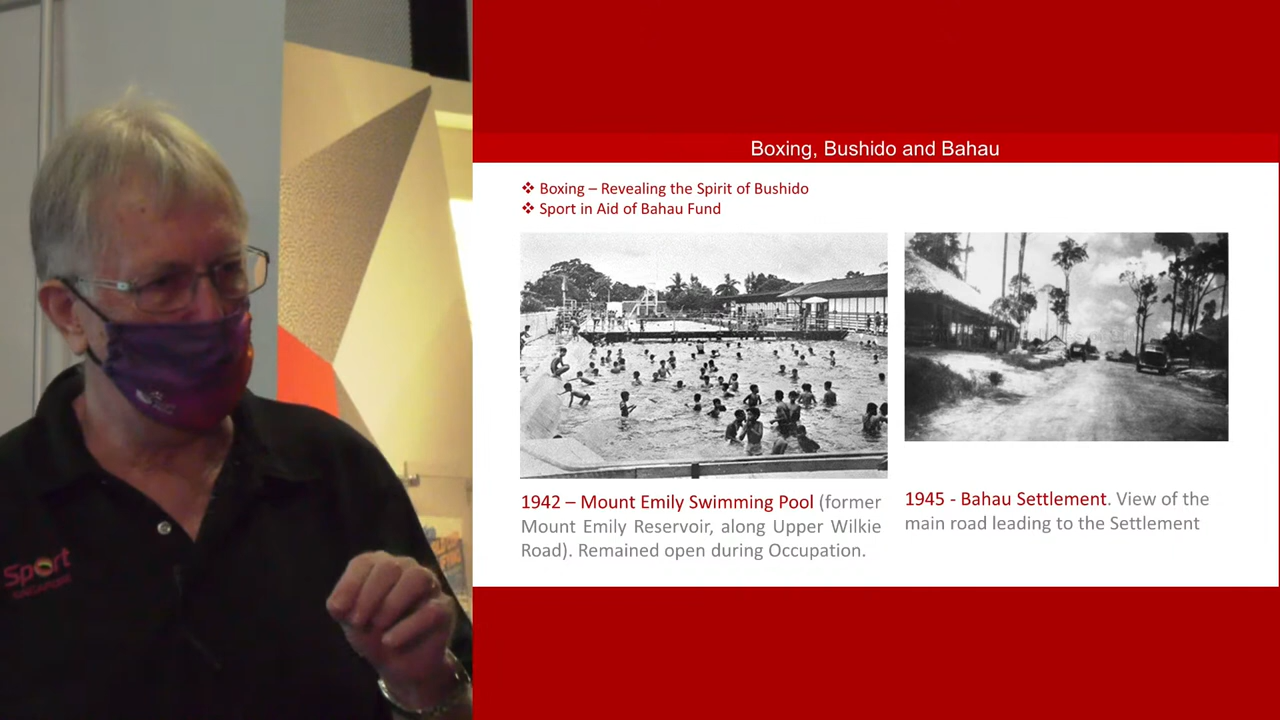 Sport
SINGAPORE
Boxing, Bushido and Bahau
❖ Boxing – Revealing the Spirit of Bushido
❖ Sport in Aid of Bahau Fund
1942 – Mount Emily Swimming Pool (former
Mount Emily Reservoir, along Upper Wilkie
Road). Remained open during Occupation.
1945 - Bahau Settlement. View of the
main road leading to the Settlement